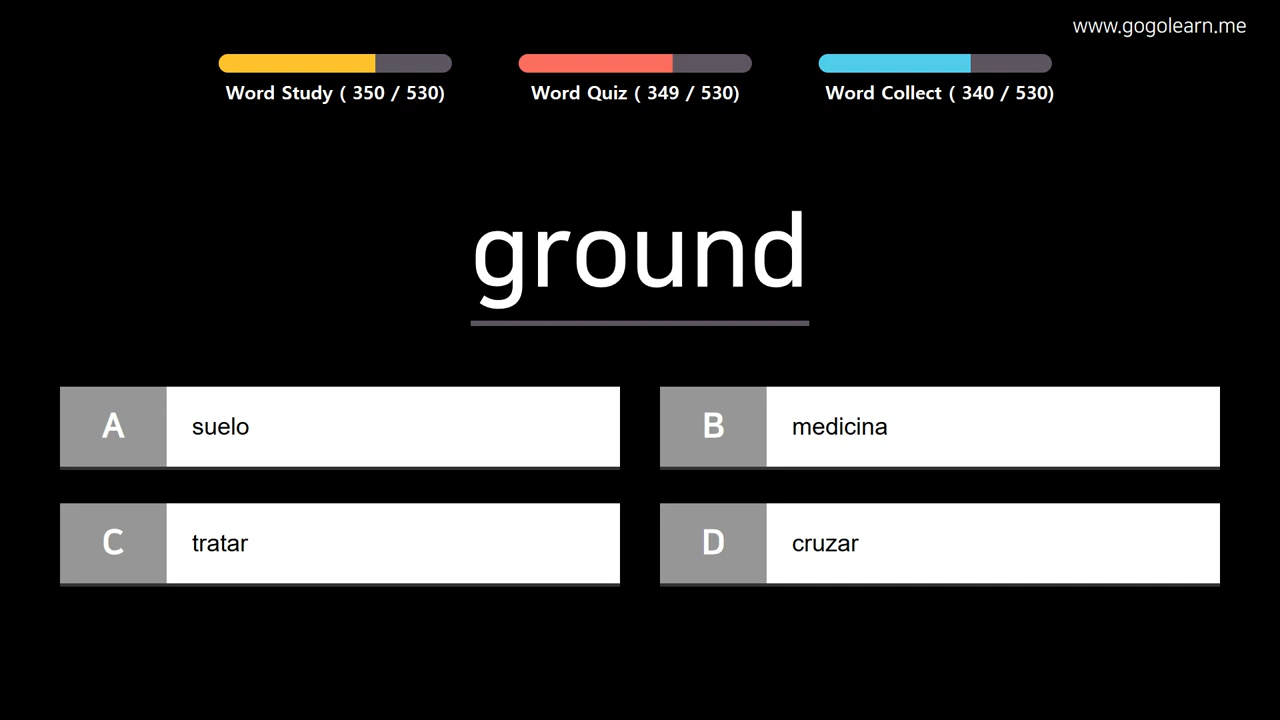 www.gogolearn.me
Word Study ( 350 / 530)
Word Quiz ( 349 / 530)
Word Collect ( 340 / 530)
ground
A suelo
B medicina
C tratar
D cruzar